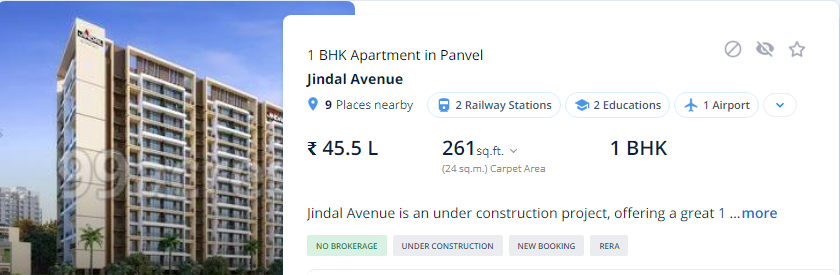 JINDAL
99acres
1 BHK Apartment in Panvel
Jindal Avenue
9 Places nearby
2 Railway Stations
2 Educations
1 Airport
₹ 45.5 L
261sq.ft.
1 BHK
(24 sq.m.) Carpet Area
Jindal Avenue is an under construction project, offering a great 1 ...more
NO BROKERAGE
UNDER CONSTRUCTION
NEW BOOKING
RERA